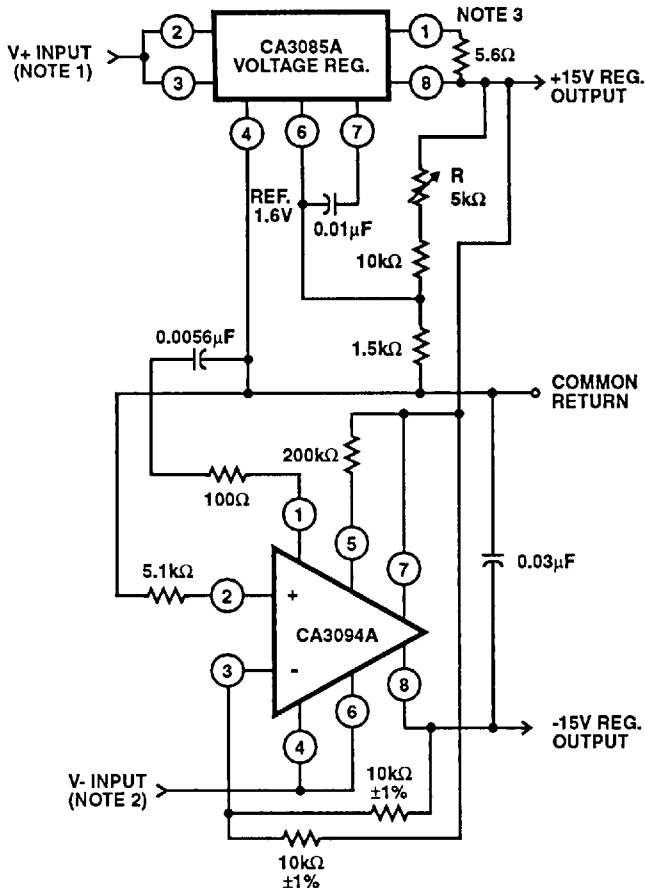 NOTE 3
V+ INPUT
(NOTE 1)
2
3
CA3085A
VOLTAGE REG.
1
8
5.6Ω
+15V REG.
OUTPUT
4
6
7
REF.
1.6V
0.01µF
R
5kΩ
10kΩ
1.5kΩ
0.0056µF
COMMON
RETURN
100Ω
200kΩ
1
5
7
0.03µF
5.1kΩ
2
+
CA3094A
3
-
8
6
4
-15V REG.
OUTPUT
V- INPUT
(NOTE 2)
10kΩ
±1%
10kΩ
±1%